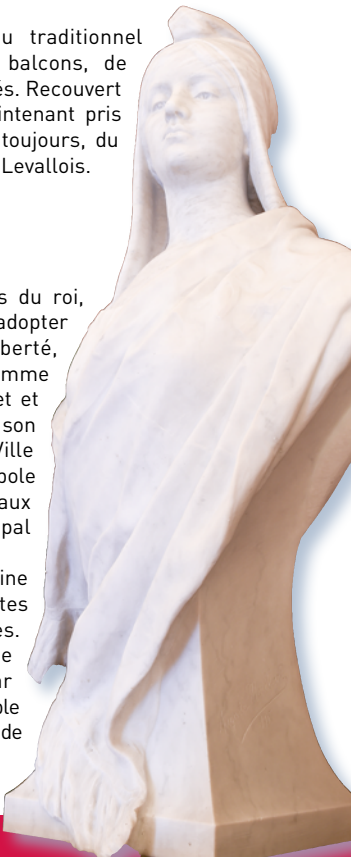 u traditionnel
balcons, de
és. Recouvert
intenant pris
toujours, du
Levallois.
s du roi,
adopter
berté,
mme
et et
son
Ville
bole
aux
pal
ine
tes
es.
e
ar
ole
de